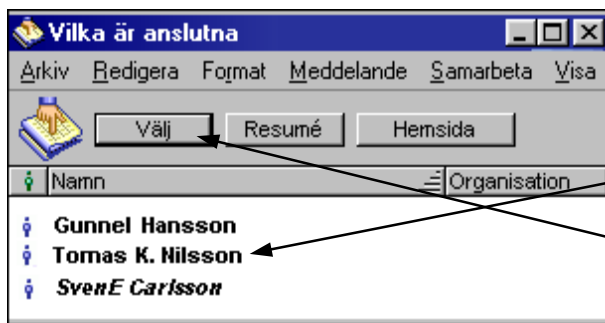 Vilka är anslutna
Arkiv Redigera Format Meddelande Samarbeta Visa
Välj Resumé Hemsida
Namn Organisation
Gunnel Hansson
Tomas K. Nilsson
SvenE Carlsson